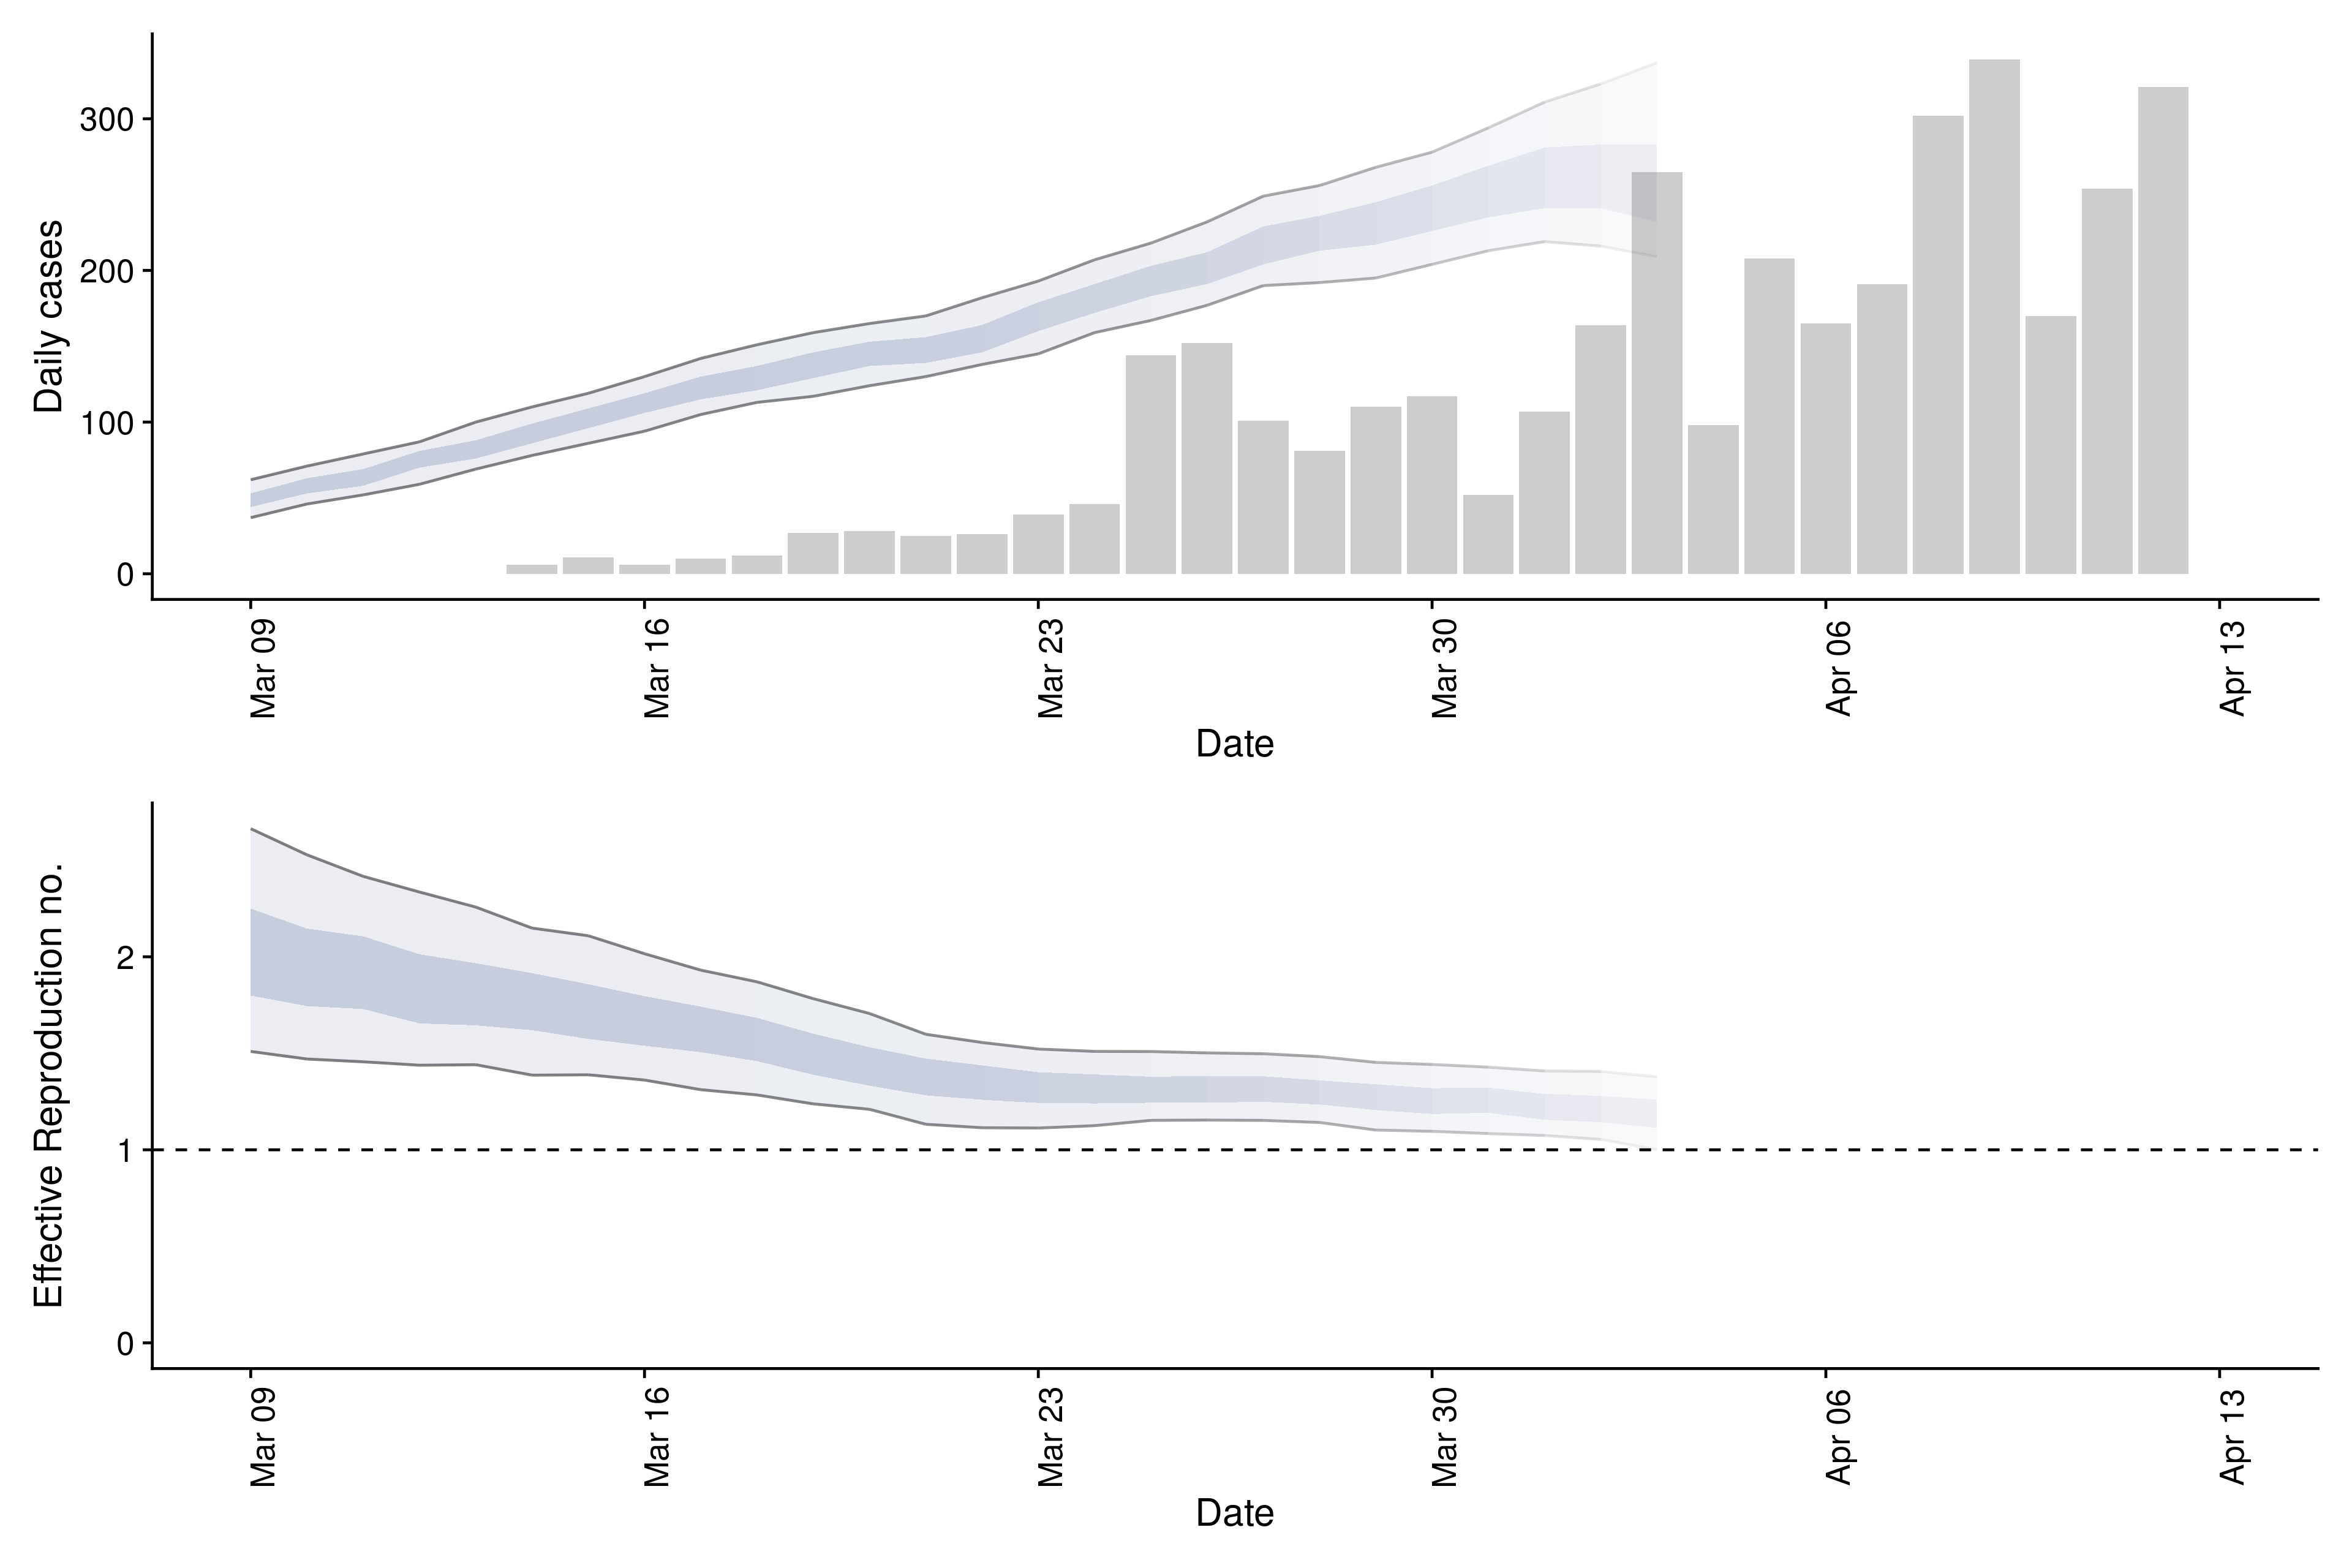 Daily cases
300
200
100
0
Mar 09
Mar 16
Mar 23
Mar 30
Apr 06
Apr 13
Date
Effective Reproduction no.
2
1
0
Mar 09
Mar 16
Mar 23
Mar 30
Apr 06
Apr 13
Date